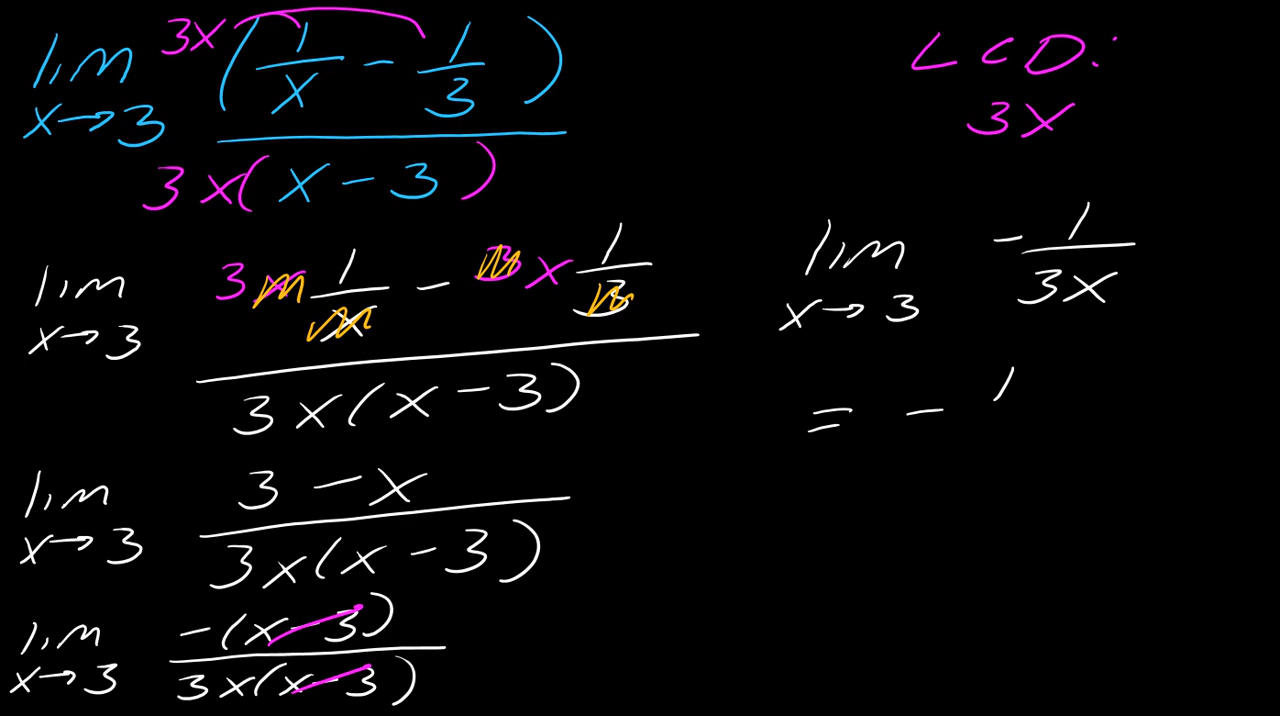 lim x→3 3x(1/x - 1/3) / 3x(x - 3)
LCD:
3x
lim x→3 3x 1/x - 3x 1/3 / 3x(x - 3)
lim x→3 3 - x / 3x(x - 3)
lim x→3 -(x - 3) / 3x(x - 3)
lim x→3 - 1/3x
= - 1